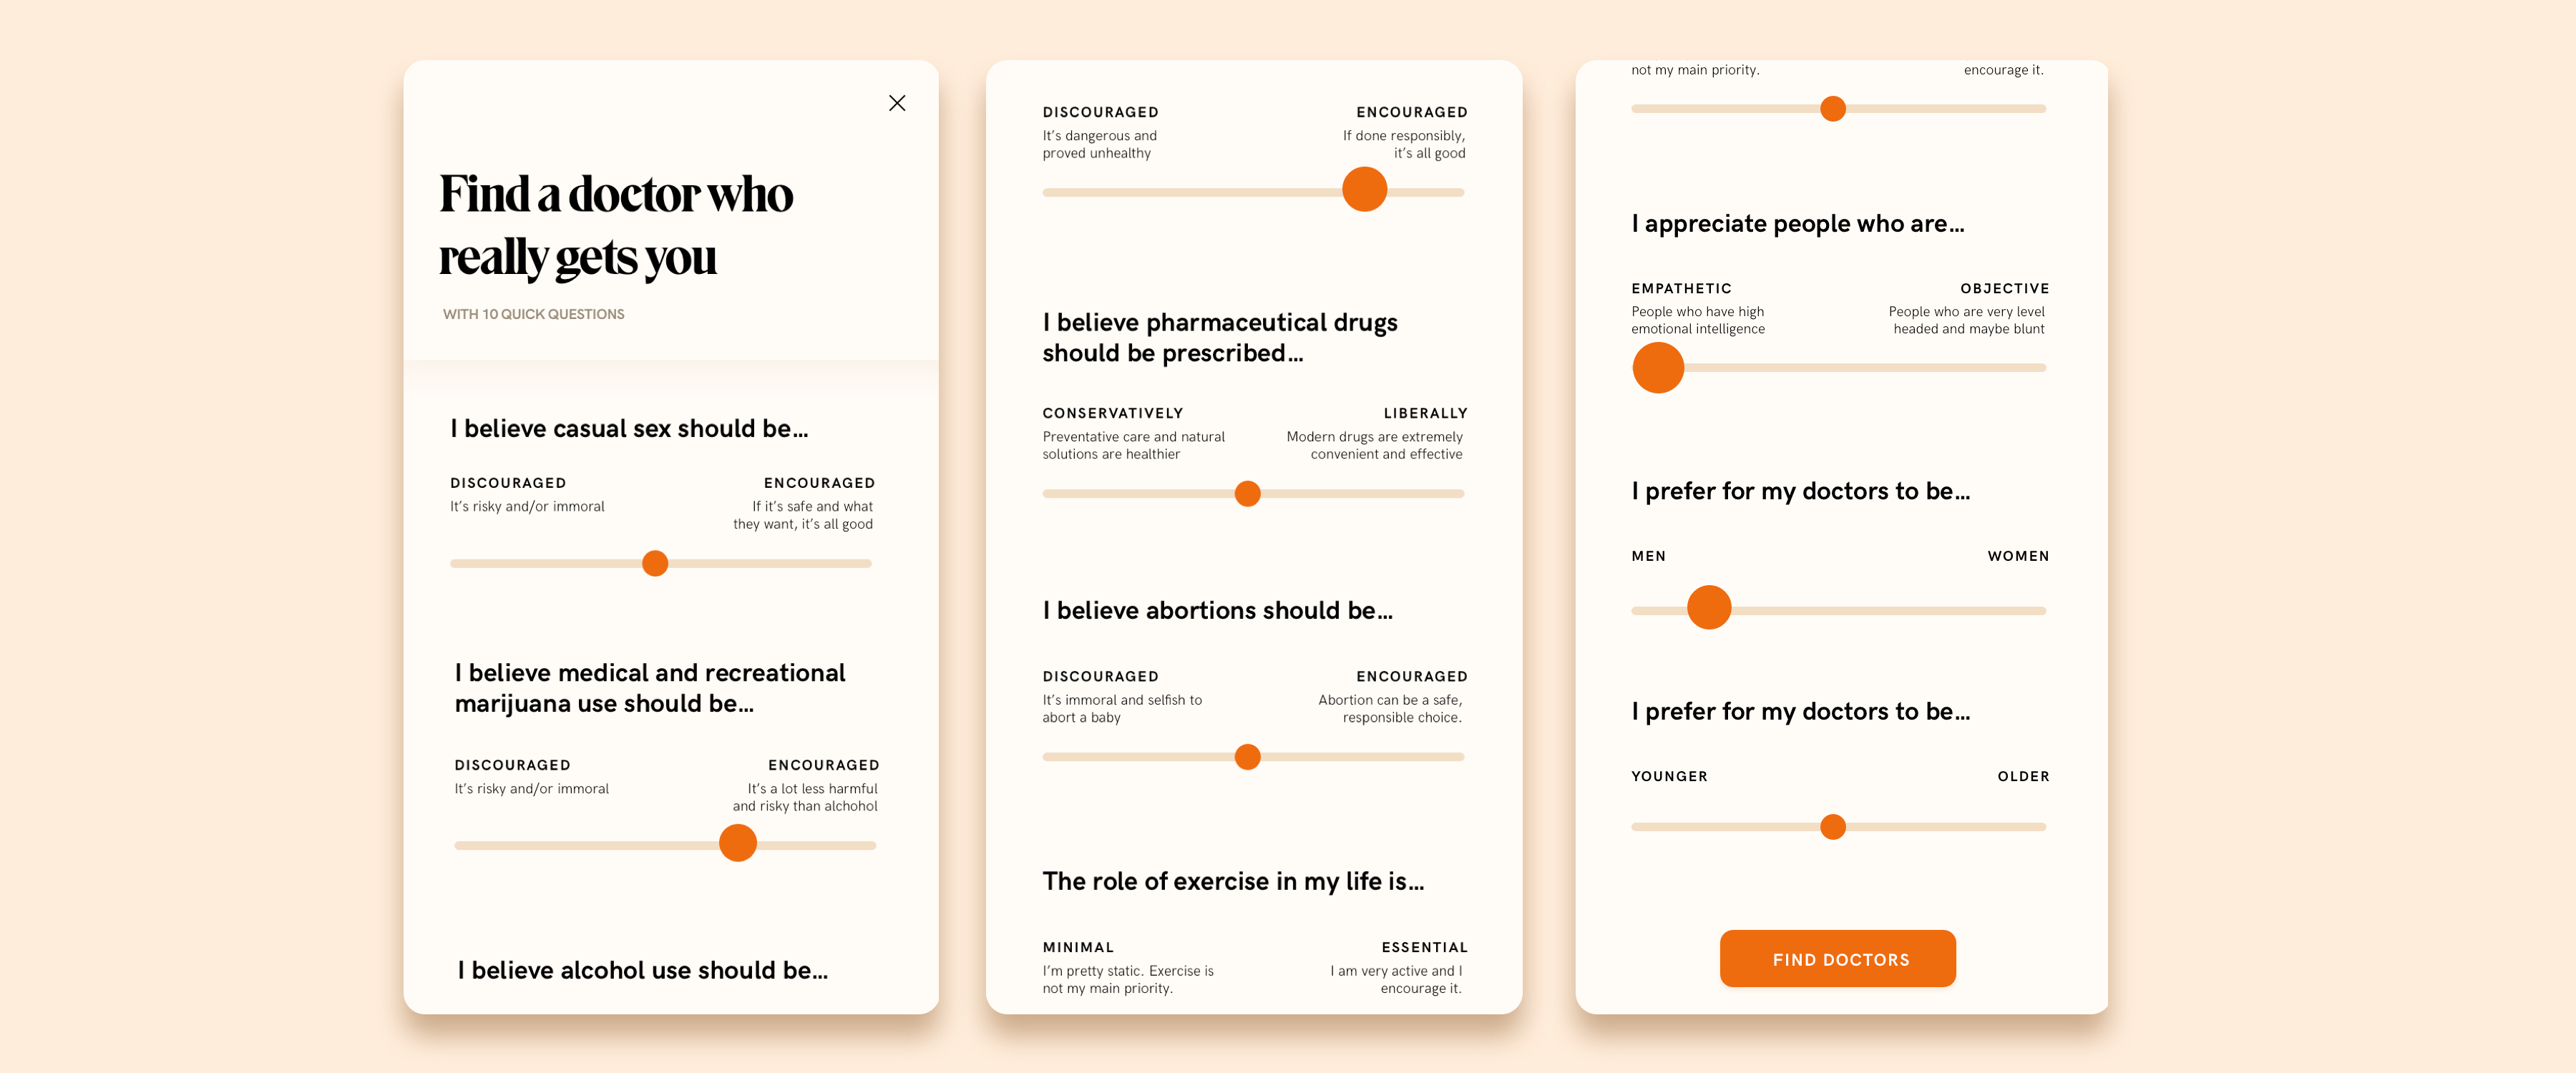 Find a doctor who
really gets you
WITH 10 QUICK QUESTIONS
I believe casual sex should be...
DISCOURAGED
It's risky and/or immoral
ENCOURAGED
If it's safe and what
they want, it's all good
I believe medical and recreational
marijuana use should be...
DISCOURAGED
It's risky and/or immoral
ENCOURAGED
It's a lot less harmful
and risky than alchohol
I believe alcohol use should be...
DISCOURAGED
It's dangerous and
proved unhealthy
ENCOURAGED
If done responsibly,
it's all good
I believe pharmaceutical drugs
should be prescribed...
CONSERVATIVELY
Preventative care and natural
solutions are healthier
LIBERALLY
Modern drugs are extremely
convenient and effective
I believe abortions should be...
DISCOURAGED
It's immoral and selfish to
abort a baby
ENCOURAGED
Abortion can be a safe,
responsible choice.
The role of exercise in my life is...
MINIMAL
I'm pretty static. Exercise is
not my main priority.
ESSENTIAL
I am very active and I
encourage it.
not my main priority.
encourage it.
I appreciate people who are...
EMPATHETIC
People who have high
emotional intelligence
OBJECTIVE
People who are very level
headed and maybe blunt
I prefer for my doctors to be...
MEN
WOMEN
I prefer for my doctors to be...
YOUNGER
OLDER
FIND DOCTORS